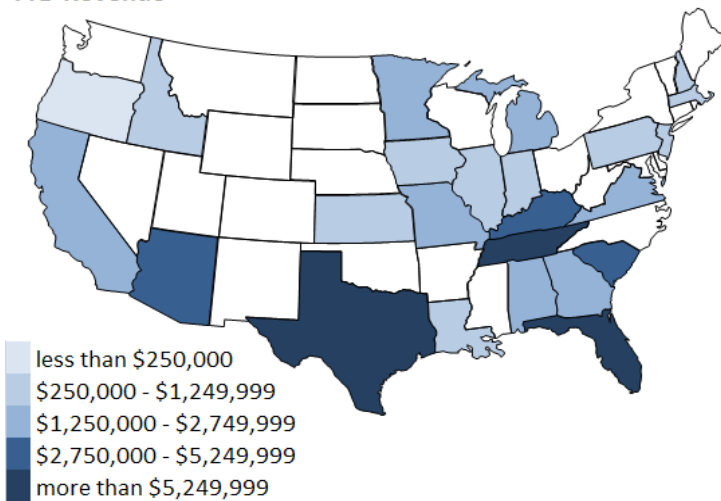 less than $250,000
$250,000 - $1,249,999
$1,250,000 - $2,749,999
$2,750,000 - $5,249,999
more than $5,249,999